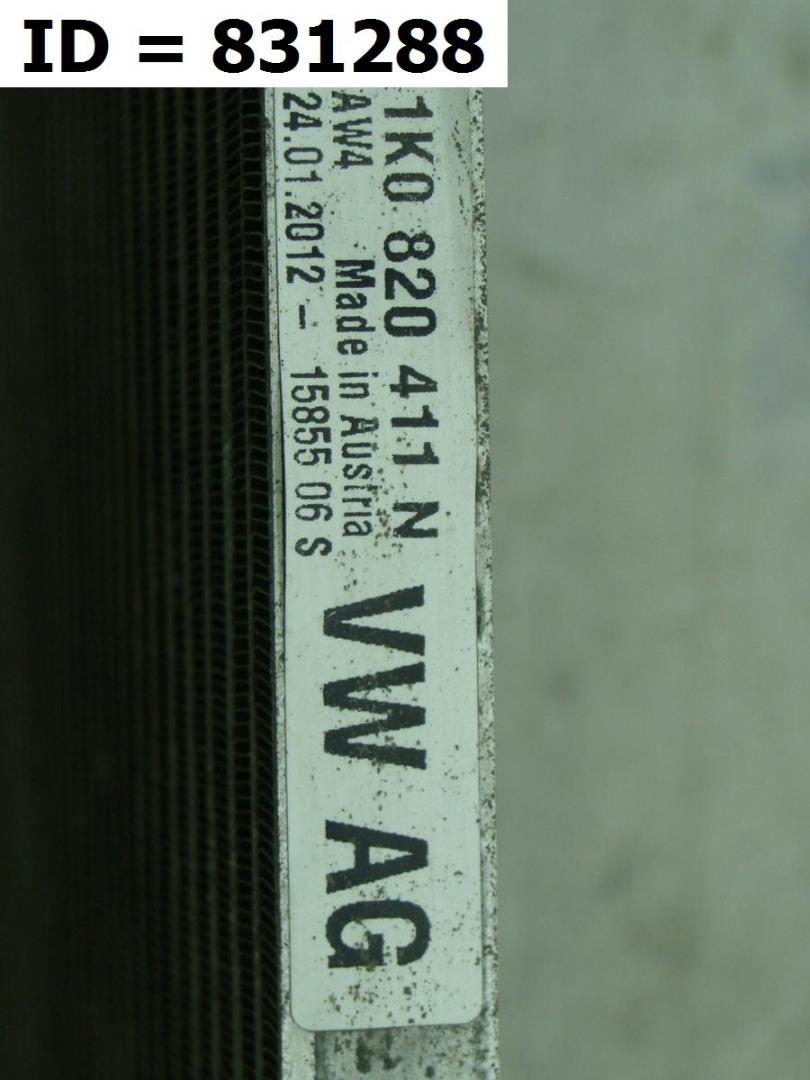 ID = 831288
1K0 820 411 N
AW4 Made in Austria
24.01.2012 - 15855 06 S
VW AG